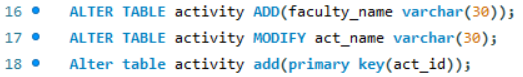 16 ALTER TABLE activity ADD(faculty_name varchar(30));
17 ALTER TABLE activity MODIFY act_name varchar(30);
18 Alter table activity add(primary key(act_id));